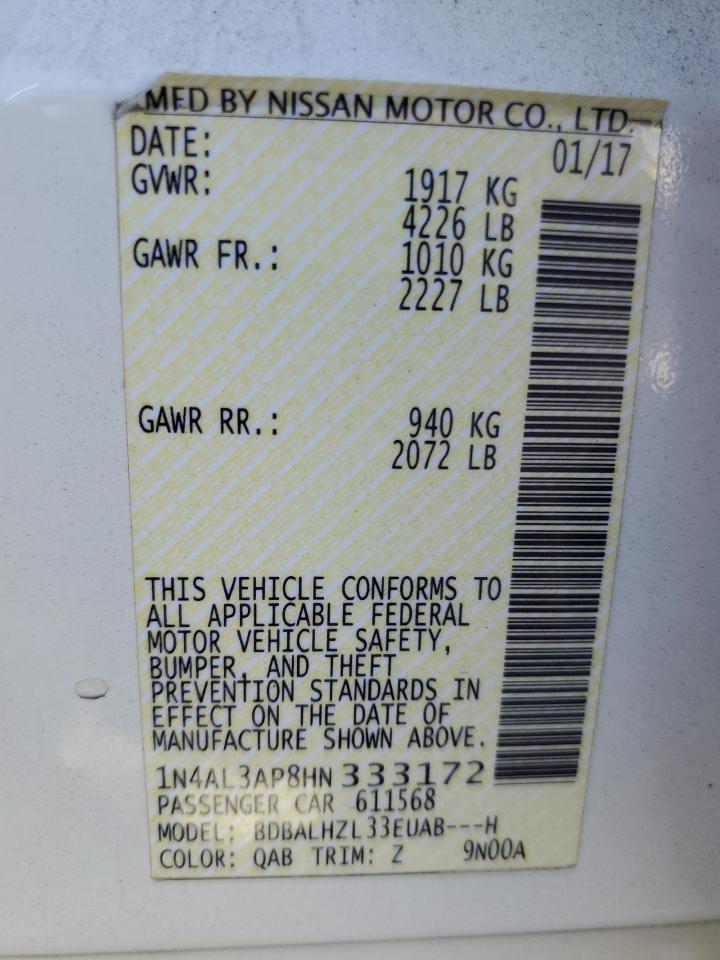 MFD BY NISSAN MOTOR CO., LTD.
DATE: 01/17
GVWR: 1917 KG
4226 LB
GAWR FR.: 1010 KG
2227 LB
GAWR RR.: 940 KG
2072 LB
THIS VEHICLE CONFORMS TO
ALL APPLICABLE FEDERAL
MOTOR VEHICLE SAFETY,
BUMPER, AND THEFT
PREVENTION STANDARDS IN
EFFECT ON THE DATE OF
MANUFACTURE SHOWN ABOVE.
1N4AL3AP8HN 333172
PASSENGER CAR 611568
MODEL: BDBALHZL33EUAB---H
COLOR: QAB TRIM: Z 9N00A